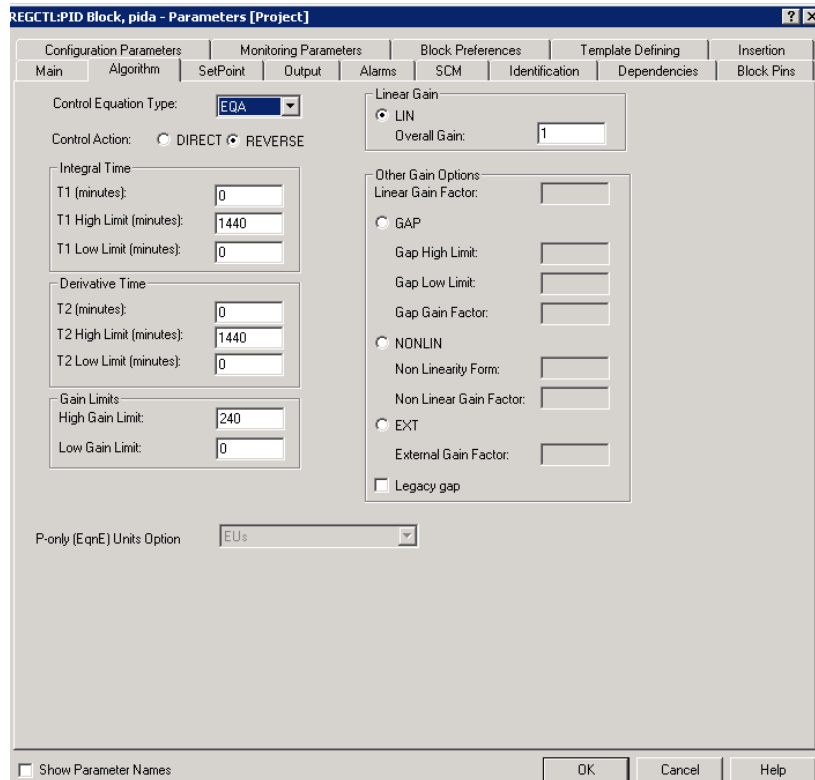 REGCTL:PID Block, pida - Parameters [Project]
Configuration Parameters Monitoring Parameters Block Preferences Template Defining Insertion
Main Algorithm SetPoint Output Alarms SCM Identification Dependencies Block Pins
Control Equation Type: EQA
Control Action: DIRECT REVERSE
Integral Time
T1 (minutes): 0
T1 High Limit (minutes): 1440
T1 Low Limit (minutes): 0
Derivative Time
T2 (minutes): 0
T2 High Limit (minutes): 1440
T2 Low Limit (minutes): 0
Gain Limits
High Gain Limit: 240
Low Gain Limit: 0
Linear Gain
LIN
Overall Gain: 1
Other Gain Options
Linear Gain Factor:
GAP
Gap High Limit:
Gap Low Limit:
Gap Gain Factor:
NONLIN
Non Linearity Form:
Non Linear Gain Factor:
EXT
External Gain Factor:
Legacy gap
P-only (EqnE) Units Option EUs
Show Parameter Names OK Cancel Help